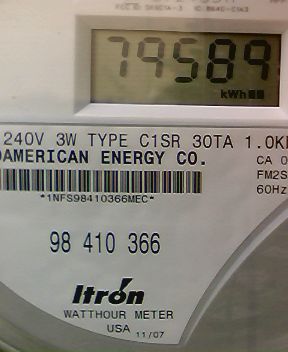 79589
kWh
240V 3W TYPE C1SR 30TA 1.0K
AMERICAN ENERGY CO.
CA 0
FM2S
60Hz
*1NFS98410366MEC*
98 410 366
Itron
WATTHOUR METER
USA 11/07